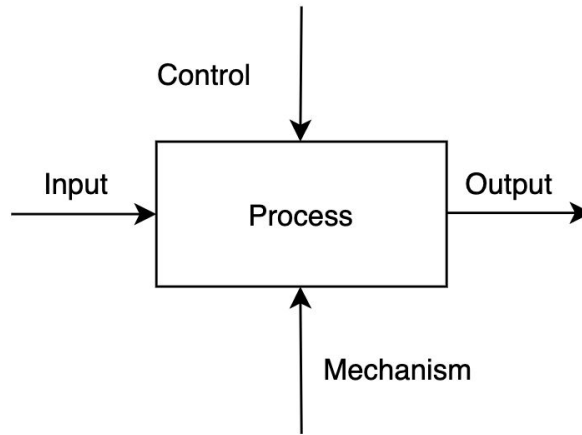 Control
Input
Output
Process
Mechanism